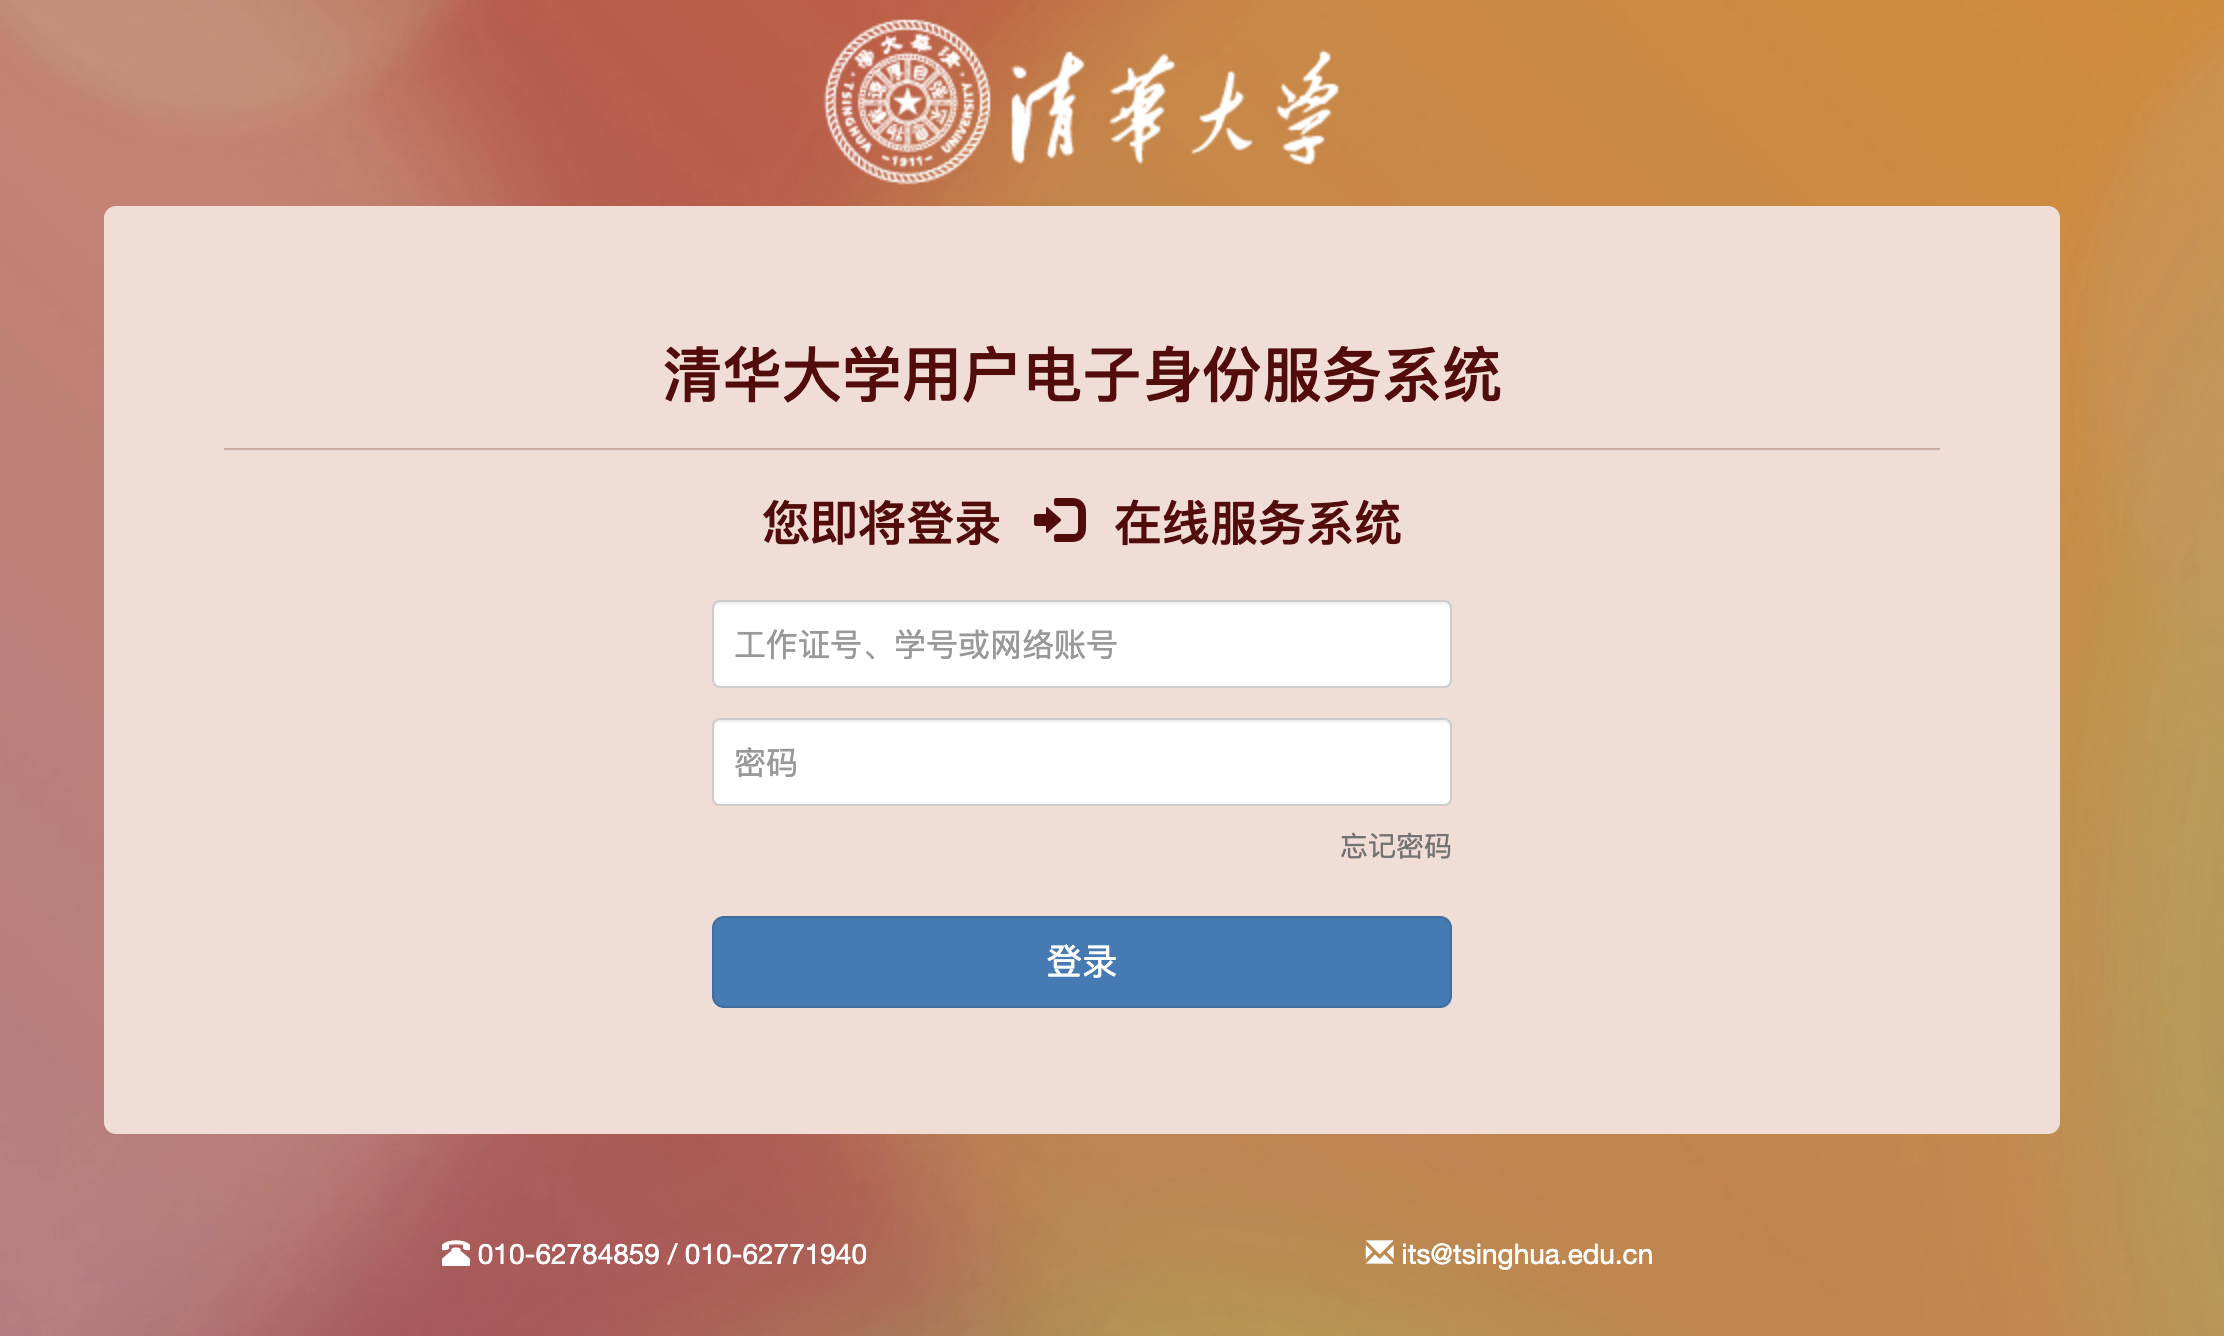 清華大学
TSINGHUA UNIVERSITY
-1911-
清华大学用户电子身份服务系统
您即将登录 在线服务系统
工作证号、学号或网络账号
密码
忘记密码
登录
010-62784859 / 010-62771940
its@tsinghua.edu.cn